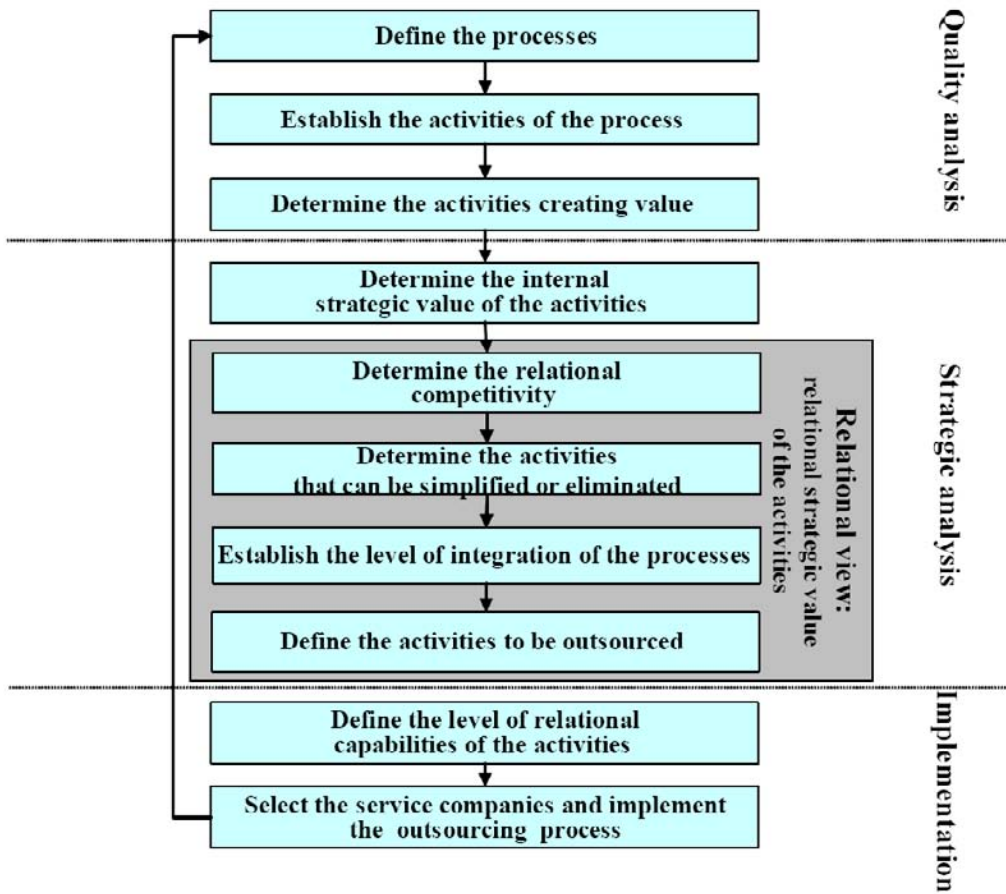 Define the processes
Establish the activities of the process
Determine the activities creating value
Quality analysis
Determine the internal
strategic value of the activities
Determine the relational
competitivity
Determine the activities
that can be simplified or eliminated
Establish the level of integration of the processes
Define the activities to be outsourced
Relational view:
relational strategic value
of the activities
Strategic analysis
Define the level of relational
capabilities of the activities
Select the service companies and implement
the outsourcing process
Implementation